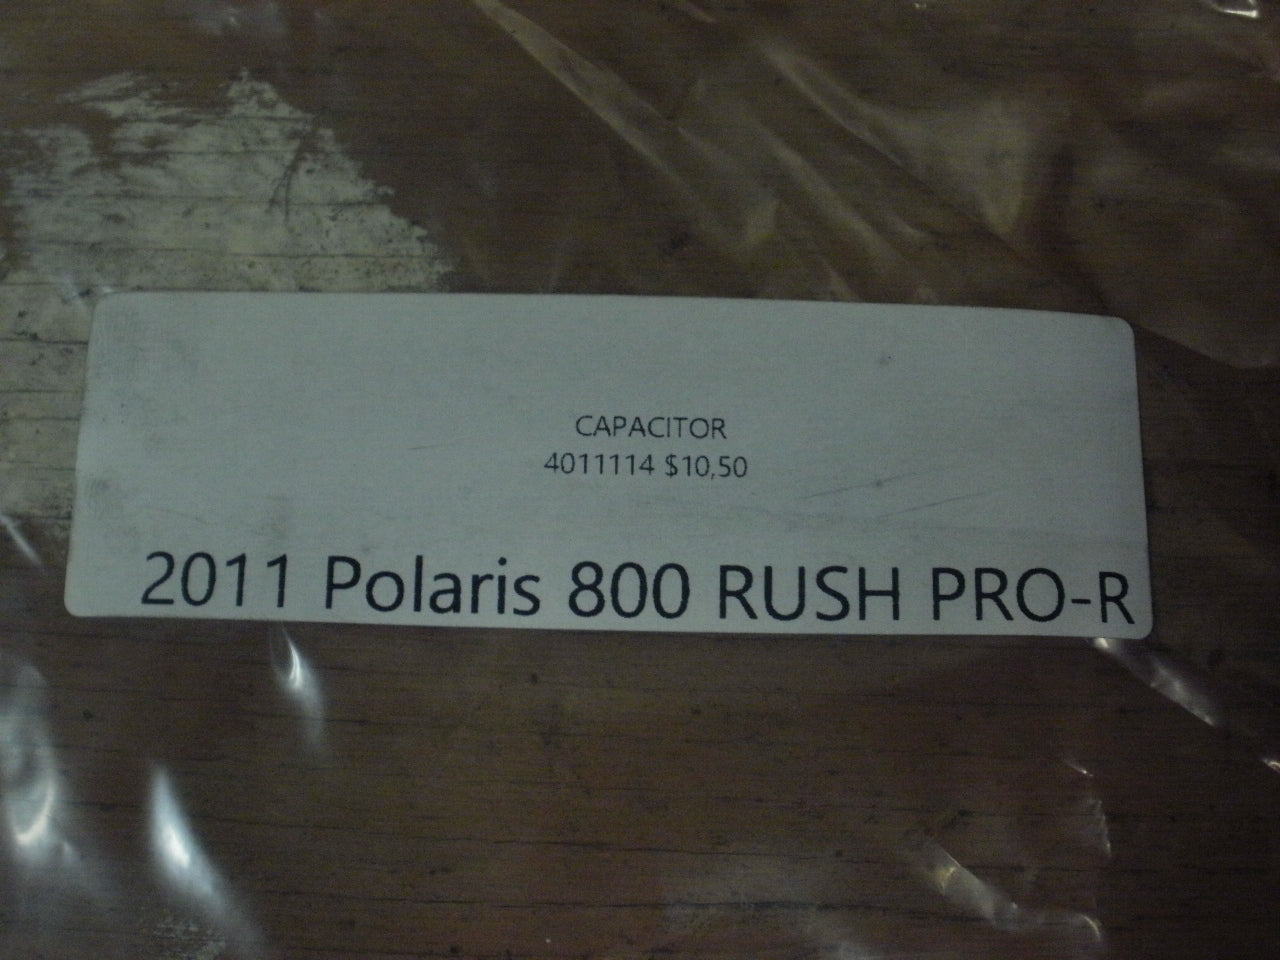 CAPACITOR
4011114 $10,50
2011 Polaris 800 RUSH PRO-R